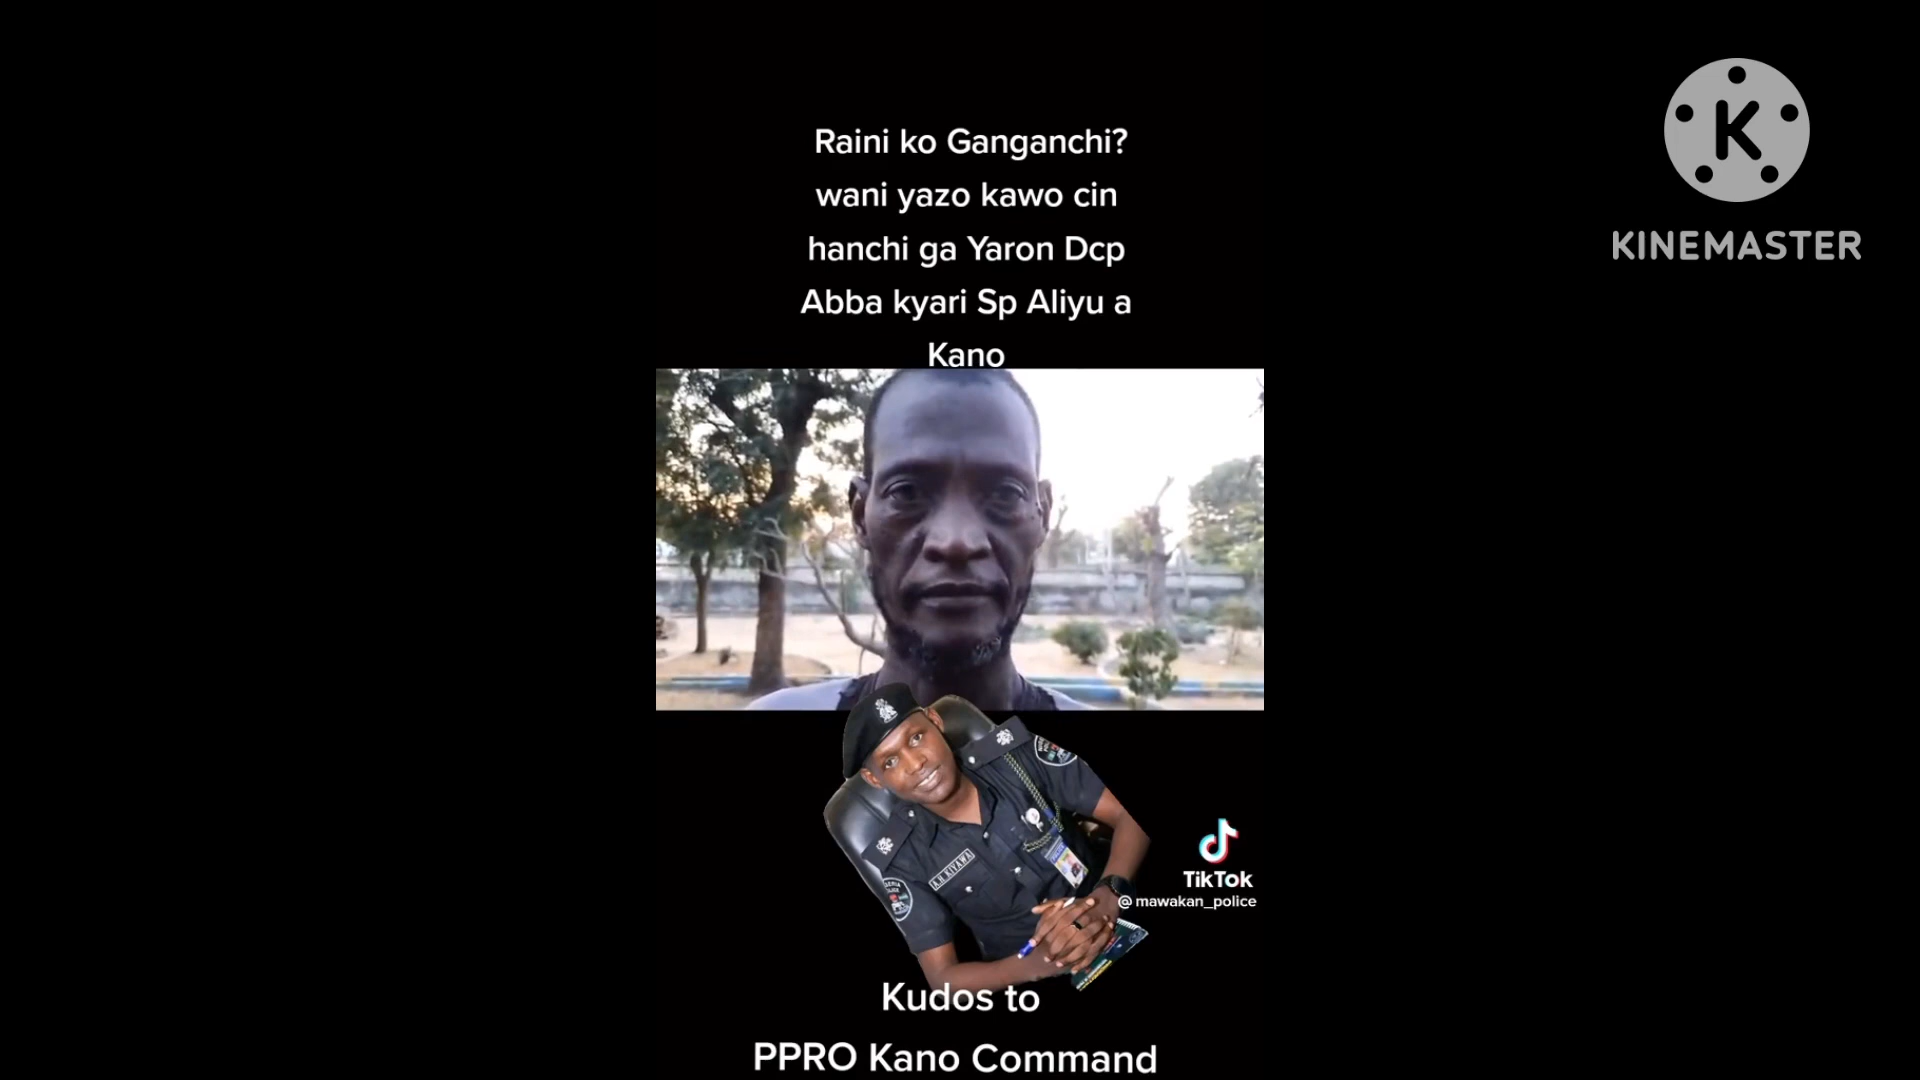 Raini ko Ganganchi?
wani yazo kawo cin
hanchi ga Yaron Dcp
Abba kyari Sp Aliyu a
Kano
K
KINEMASTER
A.H. KIYAWA
TikTok
@mawakan_police
Kudos to
PPRO Kano Command